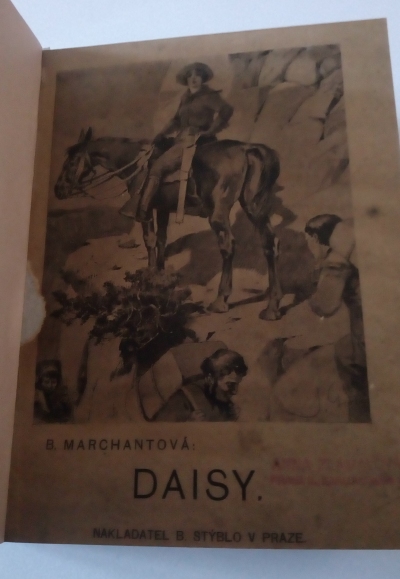 B. MARCHANTOVÁ:
DAISY.
NAKLADATEL B. STÝBLO V PRAZE.